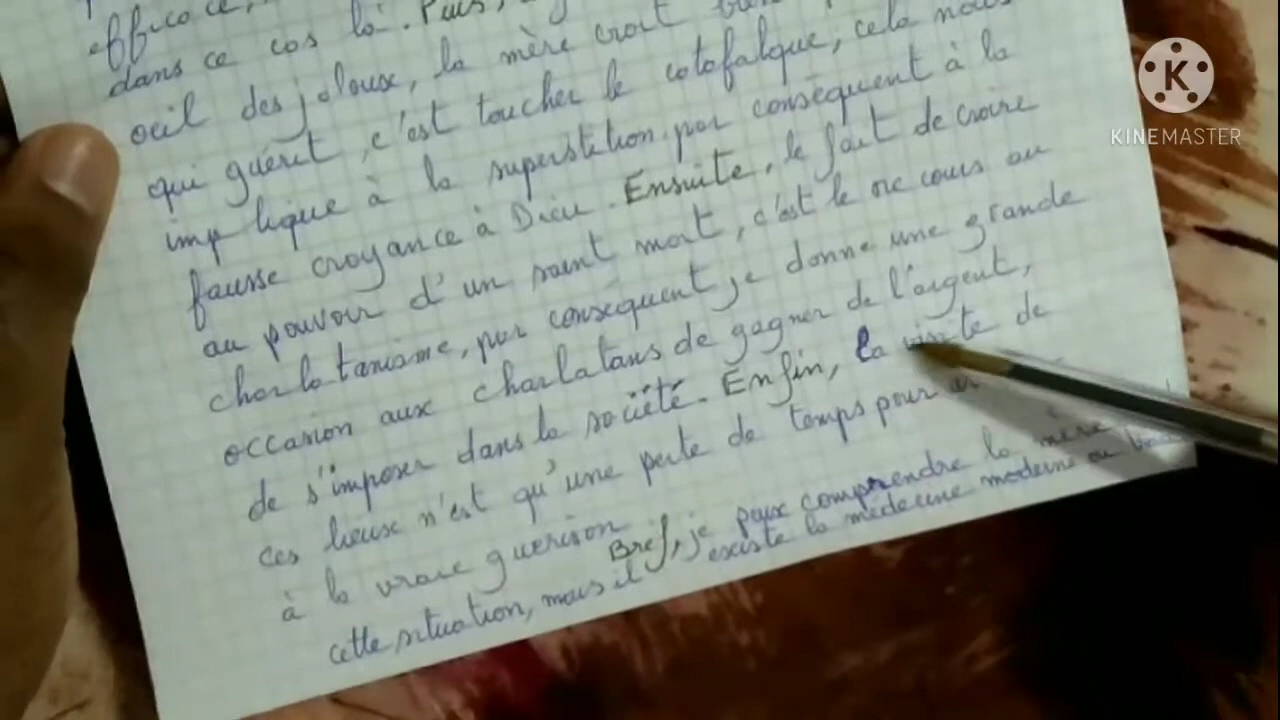 efficace,
dans ce cas là. Puis,
oeil des jaloux, la mère croit bien
qui guérit, c'est toucher le catafalque, cela nous
implique à la superstition par conséquent à la
fausse croyance à Dieu. Ensuite, le fait de croire
au pouvoir d'un saint mort, c'est le recours au
charlatanisme, par conséquent je donne une grande
occasion aux charlatans de gagner de l'argent,
de s'imposer dans la société. Enfin, la visite de
ces lieux n'est qu'une perte de temps pour
à la vraie guérison
Bref, je peux comprendre la mère
cette situation, mais il existe la médecine moderne ou
KINEMASTER